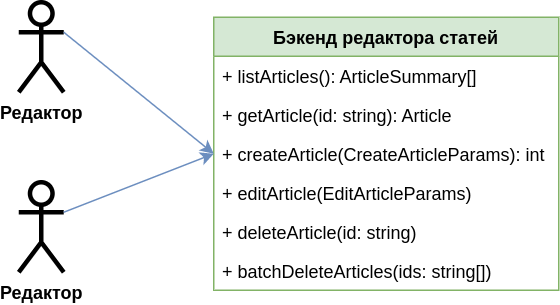 Бэкенд редактора статей
+ listArticles(): ArticleSummary[]
+ getArticle(id: string): Article
Редактор
+ createArticle(CreateArticleParams): int
+ editArticle(EditArticleParams)
+ deleteArticle(id: string)
+ batchDeleteArticles(ids: string[])
Редактор